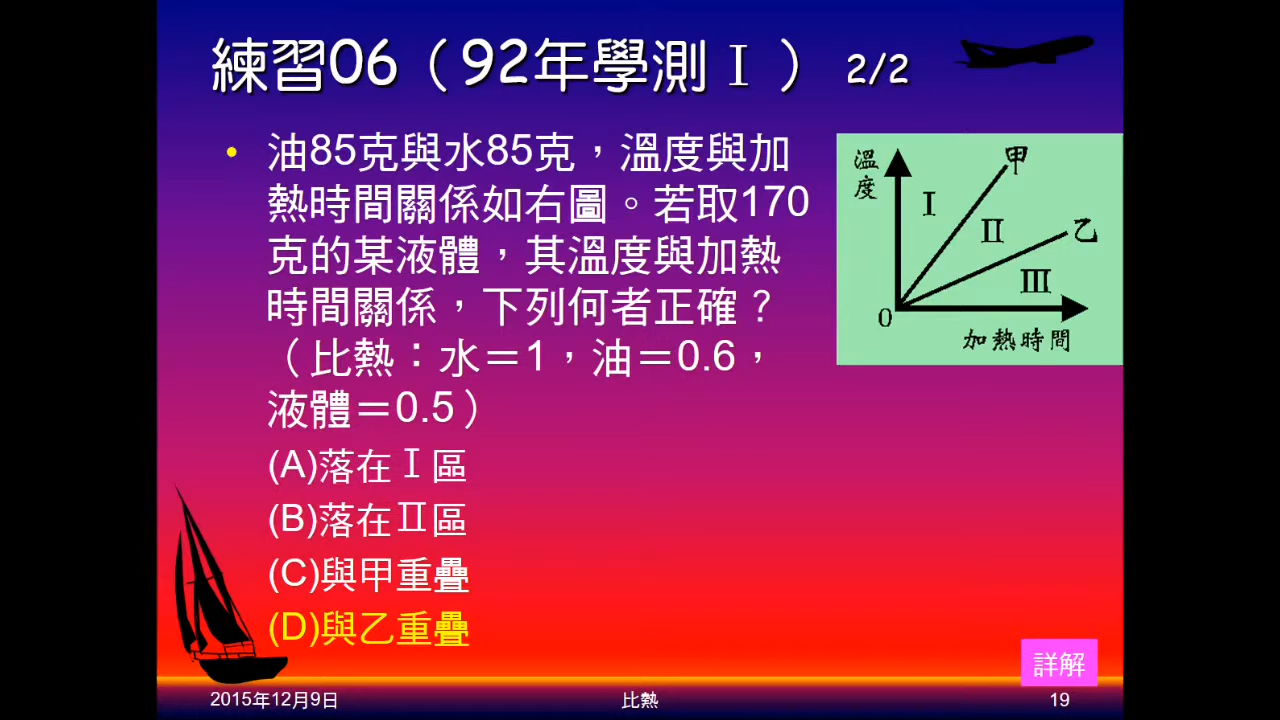 練習06（92年學測Ⅰ） 2/2
• 油85克與水85克，溫度與加
熱時間關係如右圖。若取170
克的某液體，其溫度與加熱
時間關係，下列何者正確？
（比熱：水＝1，油＝0.6，
液體＝0.5）
(A)落在Ⅰ區
(B)落在Ⅱ區
(C)與甲重疊
(D)與乙重疊
溫度
甲
Ⅰ
Ⅱ
乙
Ⅲ
0
加熱時間
詳解
2015年12月9日
比熱
19